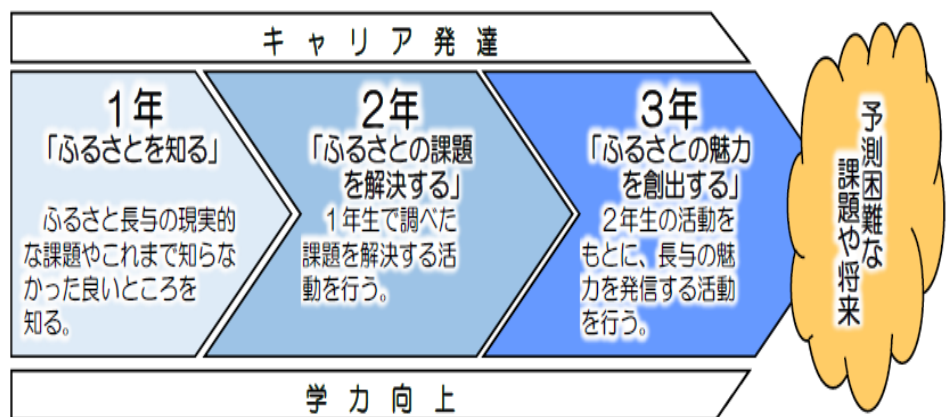 キャリア発達
1年
「ふるさとを知る」
ふるさと長与の現実的
な課題やこれまで知らな
かった良いところを
知る。
2年
「ふるさとの課題
を解決する」
1年生で調べた
課題を解決する活
動を行う。
3年
「ふるさとの魅力
を創出する」
2年生の活動を
もとに、長与の魅
力を発信する活動
を行う。
予測困難な
課題や将来
学力向上